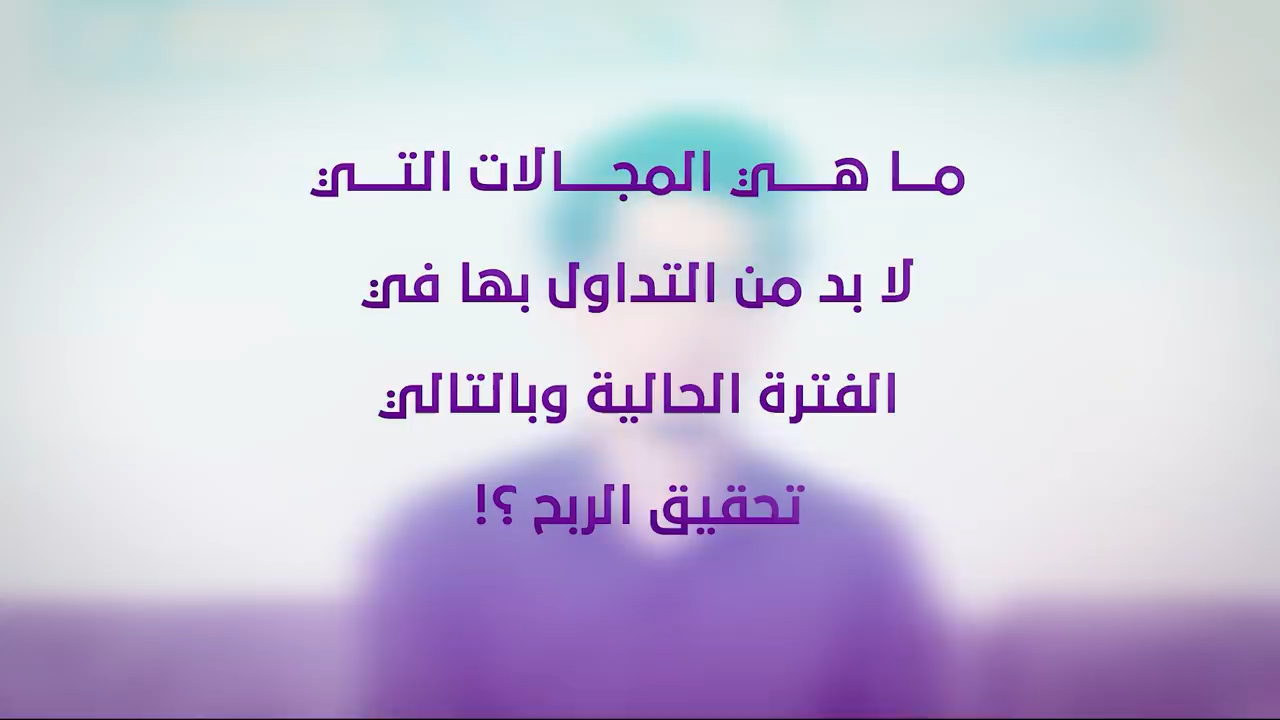 ما هي المجالات التي
لا بد من التداول بها في
الفترة الحالية وبالتالي
تحقيق الربح ؟!